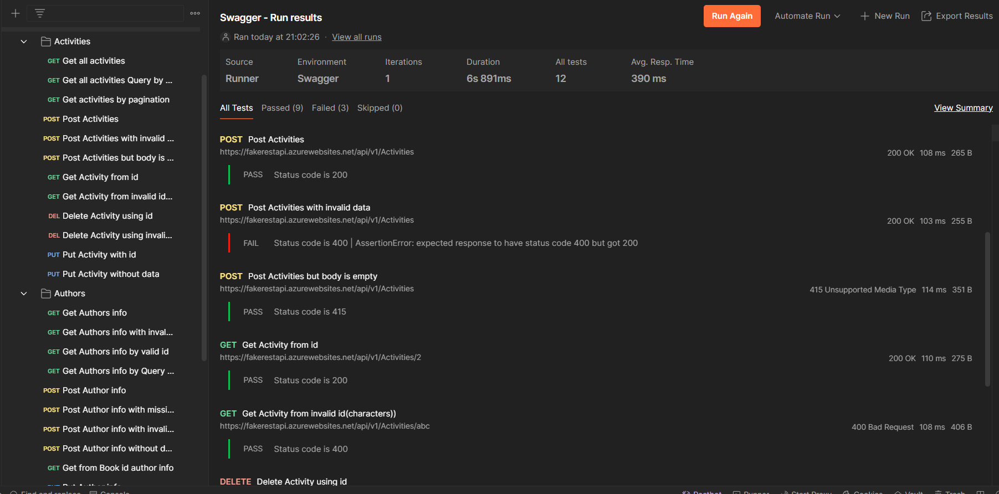 Activities
GET Get all activities
GET Get all activities Query by ...
GET Get activities by pagination
POST Post Activities
POST Post Activities with invalid ...
POST Post Activities but body is ...
GET Get Activity from id
GET Get Activity from invalid id...
DEL Delete Activity using id
DEL Delete Activity using invali...
PUT Put Activity with id
PUT Put Activity without data
Authors
GET Get Authors info
GET Get Authors info with inval...
GET Get Authors info by valid id
GET Get Authors info by Query ...
POST Post Author info
POST Post Author info with missi...
POST Post Author info with invali...
POST Post Author info without d...
GET Get from Book id author info
PUT Put Author info
Swagger - Run results
Run Again Automate Run New Run Export Results
Ran today at 21:02:26 · View all runs
Source Environment Iterations Duration All tests Avg. Resp. Time
Runner Swagger 1 6s 891ms 12 390 ms
All Tests Passed (9) Failed (3) Skipped (0) View Summary
POST Post Activities
https://fakerestapi.azurewebsites.net/api/v1/Activities 200 OK 108 ms 265 B
PASS Status code is 200
POST Post Activities with invalid data
https://fakerestapi.azurewebsites.net/api/v1/Activities 200 OK 103 ms 255 B
FAIL Status code is 400 | AssertionError: expected response to have status code 400 but got 200
POST Post Activities but body is empty
https://fakerestapi.azurewebsites.net/api/v1/Activities 415 Unsupported Media Type 114 ms 351 B
PASS Status code is 415
GET Get Activity from id
https://fakerestapi.azurewebsites.net/api/v1/Activities/2 200 OK 110 ms 275 B
PASS Status code is 200
GET Get Activity from invalid id(characters))
https://fakerestapi.azurewebsites.net/api/v1/Activities/abc 400 Bad Request 108 ms 406 B
PASS Status code is 400
DELETE Delete Activity using id
Find and replace Console Postbot Runner Start Proxy Cookies Vault Trash